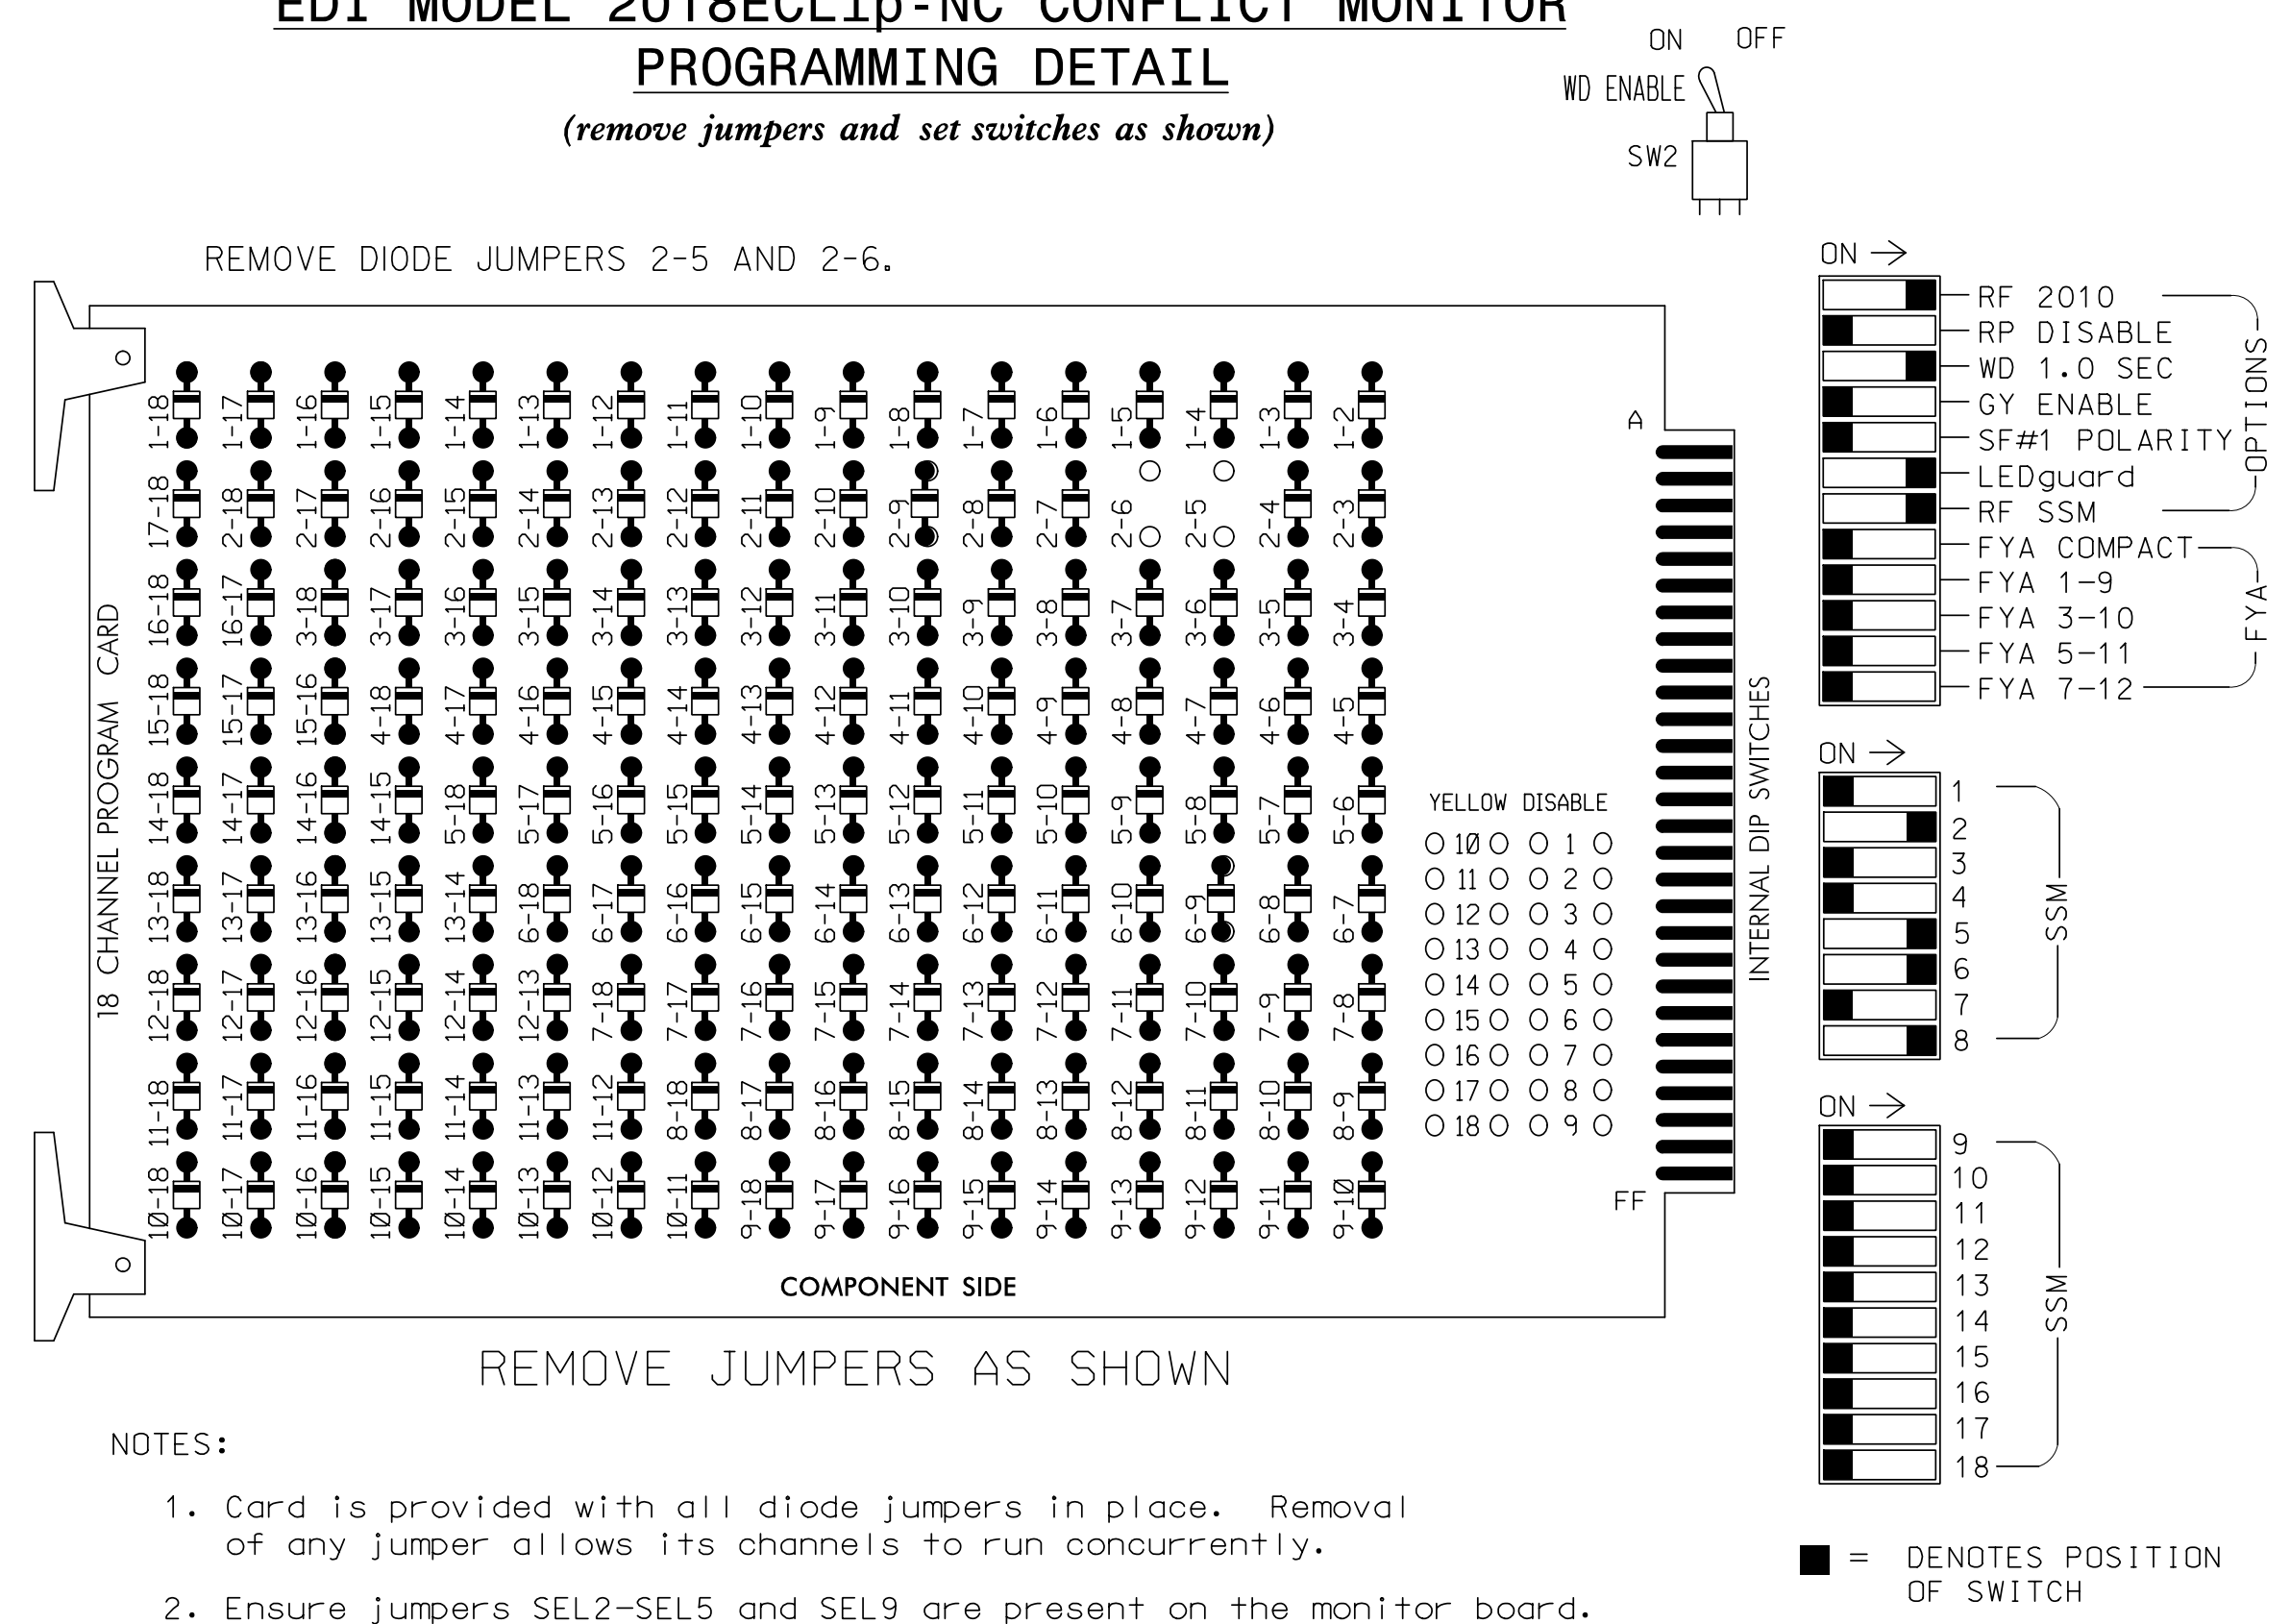 EDI MODEL 2018ECLip-NC CONFLICT MONITOR
PROGRAMMING DETAIL
(remove jumpers and set switches as shown)
ON OFF
WD ENABLE
SW2
REMOVE DIODE JUMPERS 2-5 AND 2-6.
18 CHANNEL PROGRAM CARD
1-18 1-17 1-16 1-15 1-14 1-13 1-12 1-11 1-10 1-9 1-8 1-7 1-6 1-5 1-4 1-3 1-2
17-18 2-18 2-17 2-16 2-15 2-14 2-13 2-12 2-11 2-10 2-9 2-8 2-7 2-6 2-5 2-4 2-3
16-18 16-17 3-18 3-17 3-16 3-15 3-14 3-13 3-12 3-11 3-10 3-9 3-8 3-7 3-6 3-5 3-4
15-18 15-17 15-16 4-18 4-17 4-16 4-15 4-14 4-13 4-12 4-11 4-10 4-9 4-8 4-7 4-6 4-5
14-18 14-17 14-16 14-15 5-18 5-17 5-16 5-15 5-14 5-13 5-12 5-11 5-10 5-9 5-8 5-7 5-6
13-18 13-17 13-16 13-15 13-14 6-18 6-17 6-16 6-15 6-14 6-13 6-12 6-11 6-10 6-9 6-8 6-7
12-18 12-17 12-16 12-15 12-14 12-13 7-18 7-17 7-16 7-15 7-14 7-13 7-12 7-11 7-10 7-9 7-8
11-18 11-17 11-16 11-15 11-14 11-13 11-12 8-18 8-17 8-16 8-15 8-14 8-13 8-12 8-11 8-10 8-9
10-18 10-17 10-16 10-15 10-14 10-13 10-12 10-11 9-18 9-17 9-16 9-15 9-14 9-13 9-12 9-11 9-10
COMPONENT SIDE
A
FF
YELLOW DISABLE
10 1
11 2
12 3
13 4
14 5
15 6
16 7
17 8
18 9
INTERNAL DIP SWITCHES
ON →
RF 2010
RP DISABLE
WD 1.0 SEC
GY ENABLE
SF#1 POLARITY
LEDguard
RF SSM
OPTIONS
FYA COMPACT
FYA 1-9
FYA 3-10
FYA 5-11
FYA 7-12
FYA
ON →
1
2
3
4
5
6
7
8
SSM
ON →
9
10
11
12
13
14
15
16
17
18
SSM
■ = DENOTES POSITION
OF SWITCH
REMOVE JUMPERS AS SHOWN
NOTES:
1. Card is provided with all diode jumpers in place. Removal
of any jumper allows its channels to run concurrently.
2. Ensure jumpers SEL2-SEL5 and SEL9 are present on the monitor board.